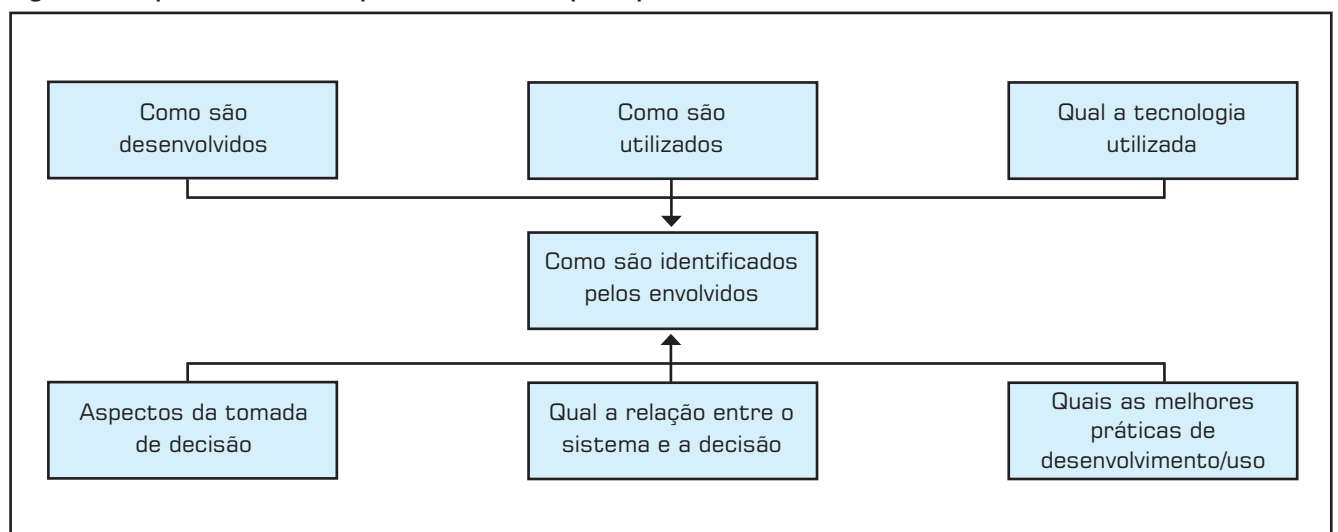 Como são
desenvolvidos
Como são
utilizados
Qual a tecnologia
utilizada
Como são identificados
pelos envolvidos
Aspectos da tomada
de decisão
Qual a relação entre o
sistema e a decisão
Quais as melhores
práticas de
desenvolvimento/uso